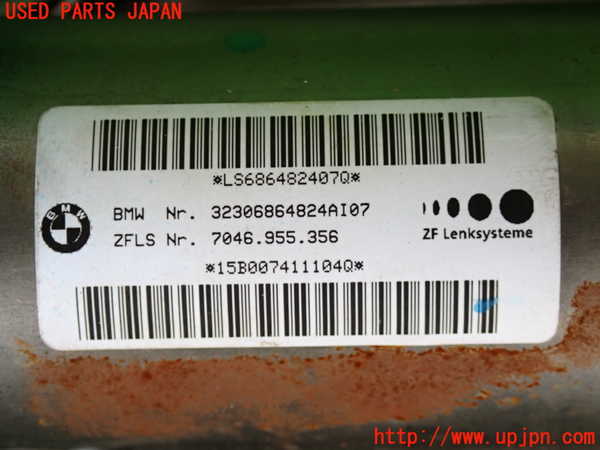 USED PARTS JAPAN
*LS686482407Q*
BMW
BMW Nr. 32306864824AI07
ZFLS Nr. 7046.955.356
ZF Lenksysteme
*15B007411104Q*
http://www.upjpn.com/